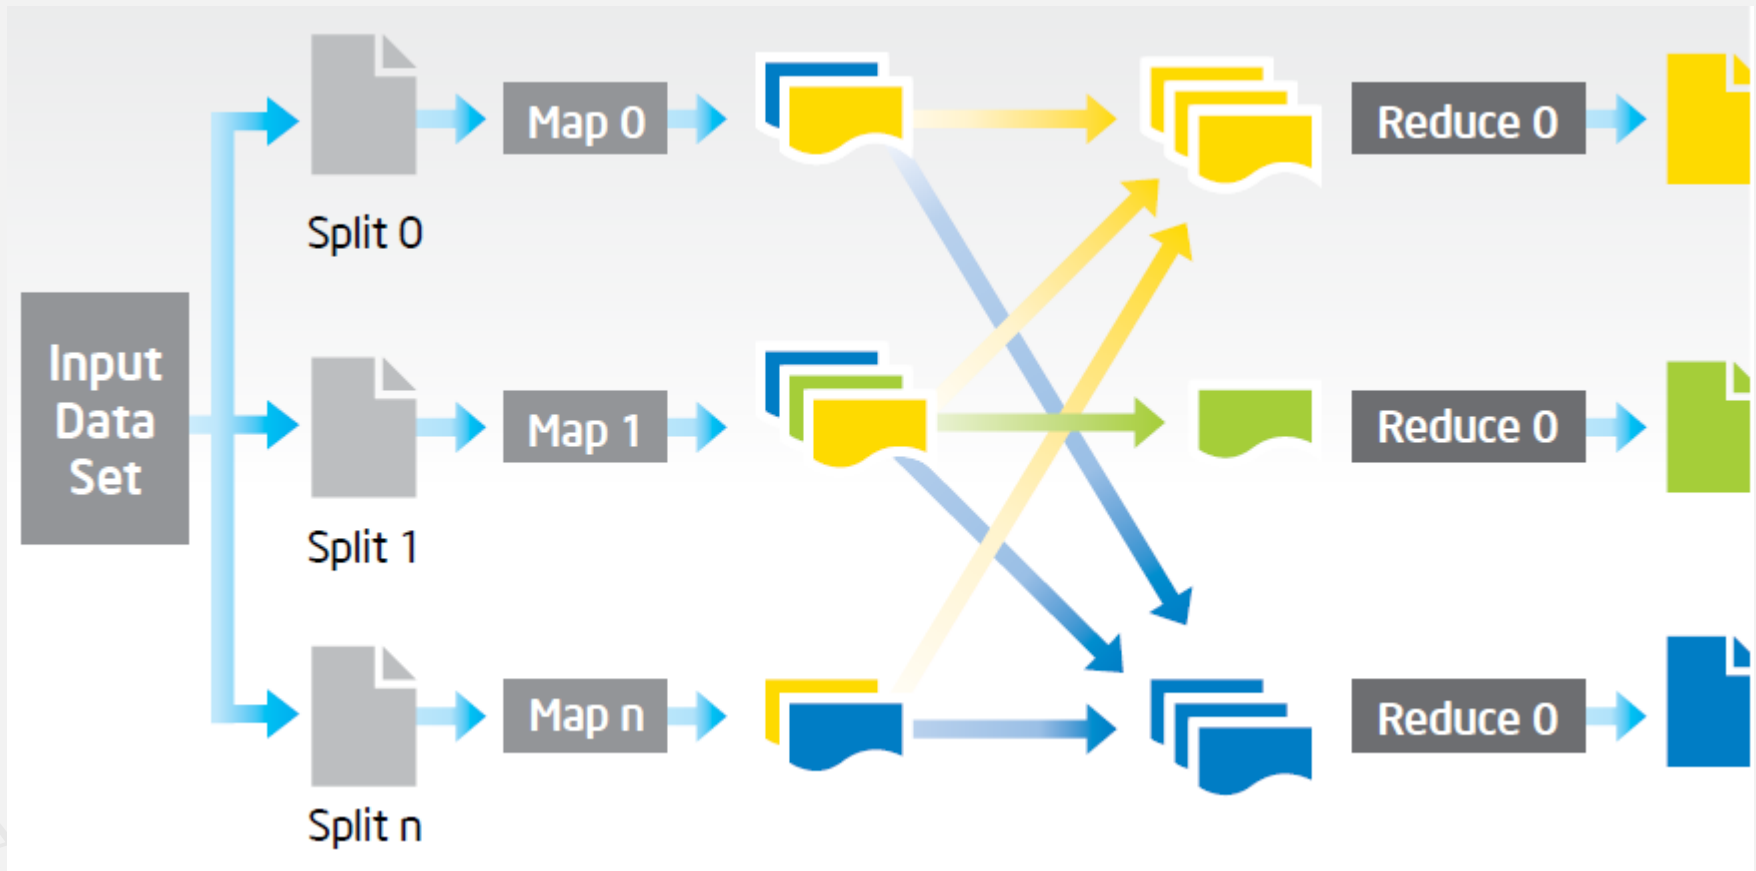 Map 0
Reduce 0
Split 0
Input
Data
Set
Map 1
Reduce 0
Split 1
Map n
Reduce 0
Split n